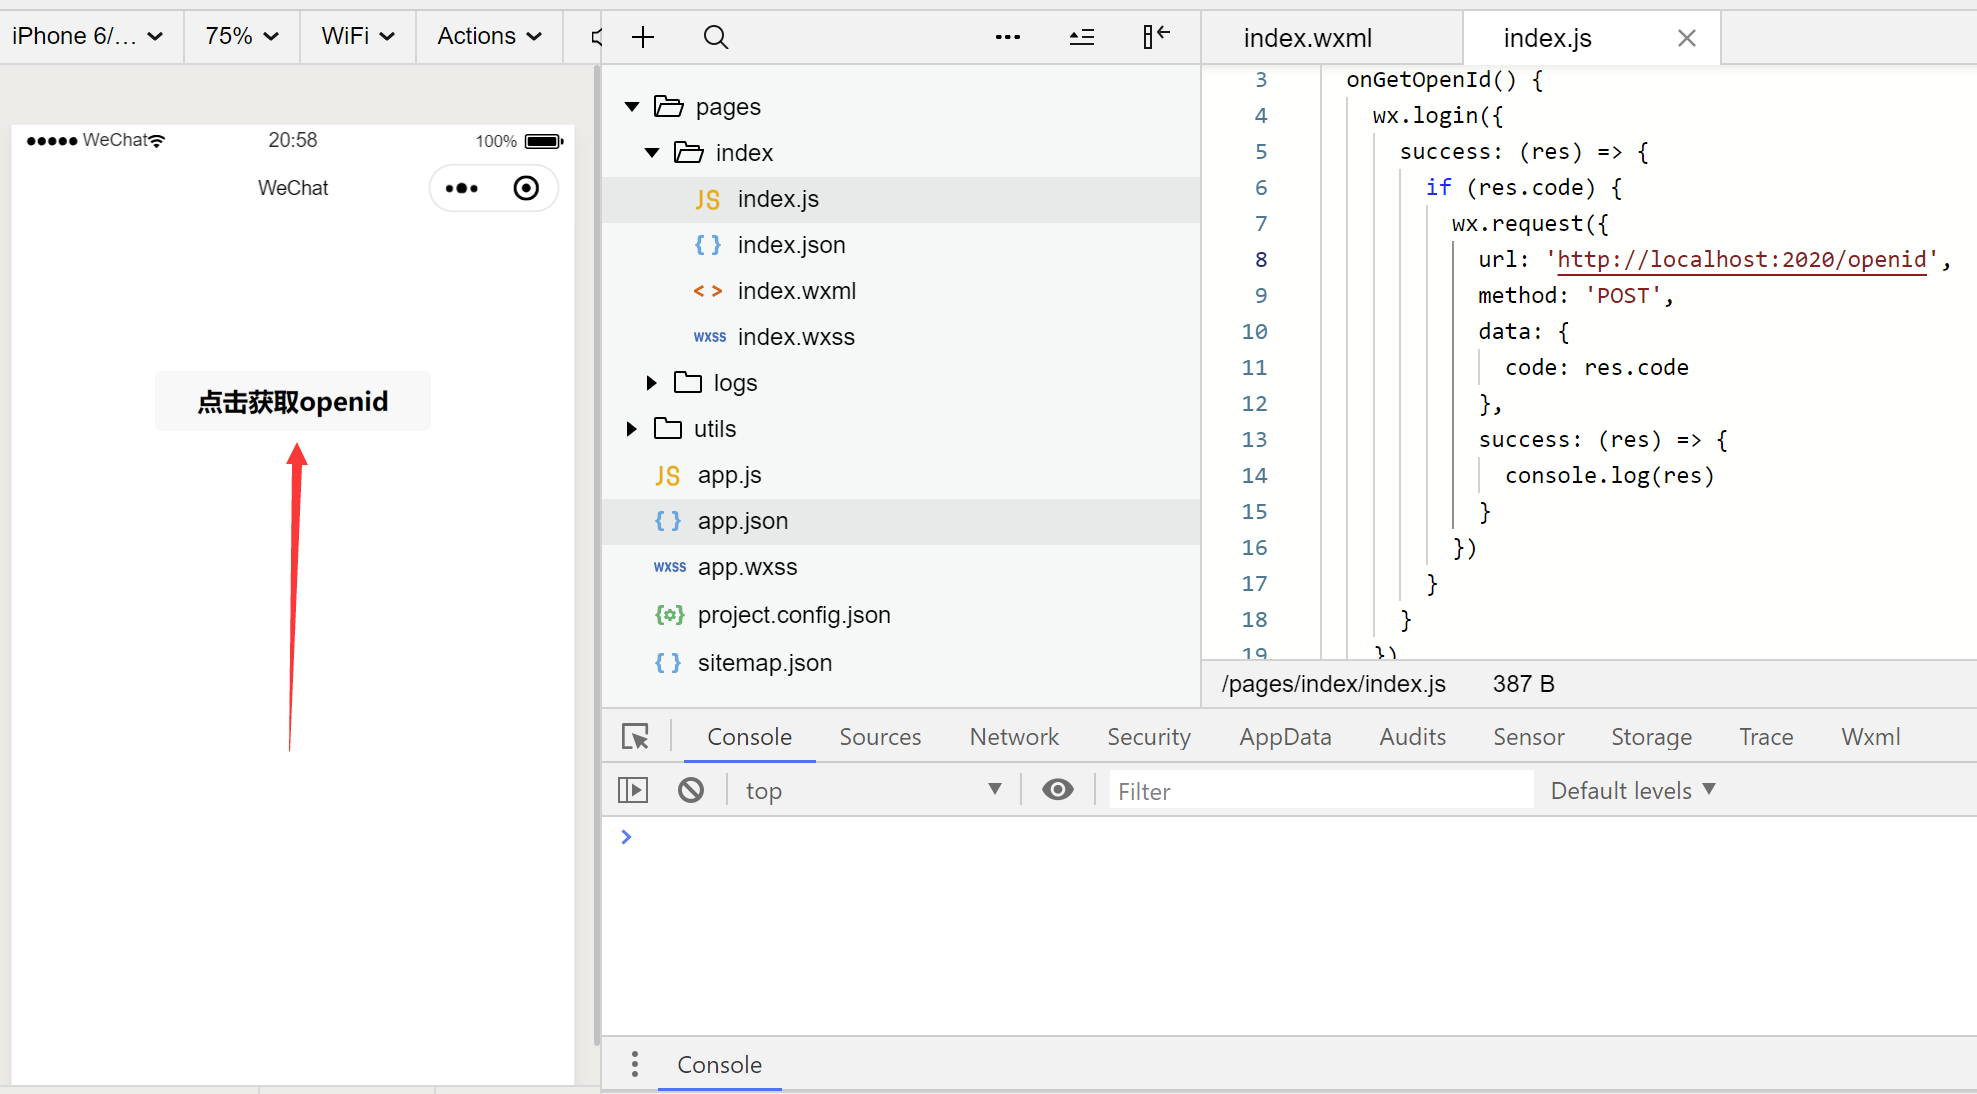 iPhone 6/...
75%
WiFi
Actions
WeChat
20:58
100%
WeChat
点击获取openid
pages
index
JS index.js
{ } index.json
< > index.wxml
WXSS index.wxss
logs
utils
JS app.js
{ } app.json
WXSS app.wxss
{ } project.config.json
{ } sitemap.json
index.wxml
index.js
3 onGetOpenId() {
4 wx.login({
5 success: (res) => {
6 if (res.code) {
7 wx.request({
8 url: 'http://localhost:2020/openid',
9 method: 'POST',
10 data: {
11 code: res.code
12 },
13 success: (res) => {
14 console.log(res)
15 }
16 })
17 }
18 }
19 })
/pages/index/index.js 387 B
Console Sources Network Security AppData Audits Sensor Storage Trace Wxml
top Filter Default levels
>
Console